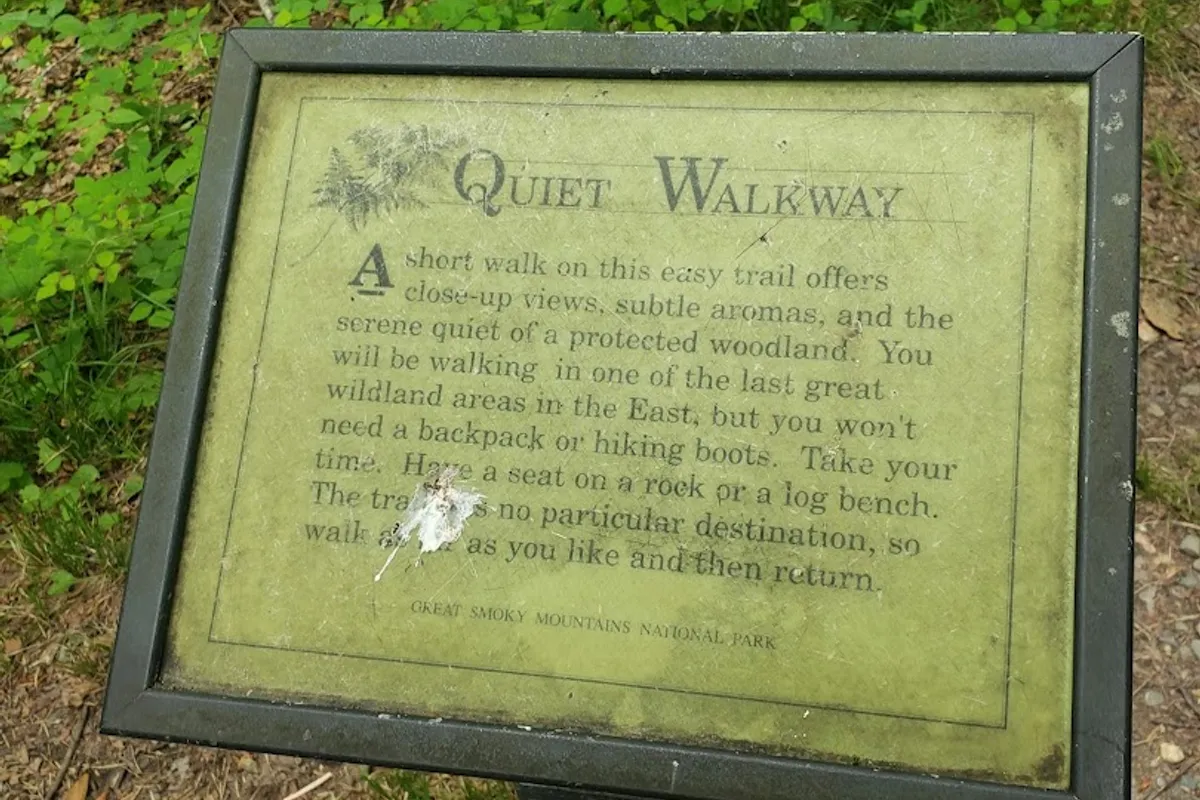 QUIET WALKWAY
A short walk on this easy trail offers
close-up views, subtle aromas, and the
serene quiet of a protected woodland. You
will be walking in one of the last great
wildland areas in the East, but you won't
need a backpack or hiking boots. Take your
time. Have a seat on a rock or a log bench.
The no particular destination, so
walk as you like and then return.
GREAT SMOKY MOUNTAINS NATIONAL PARK